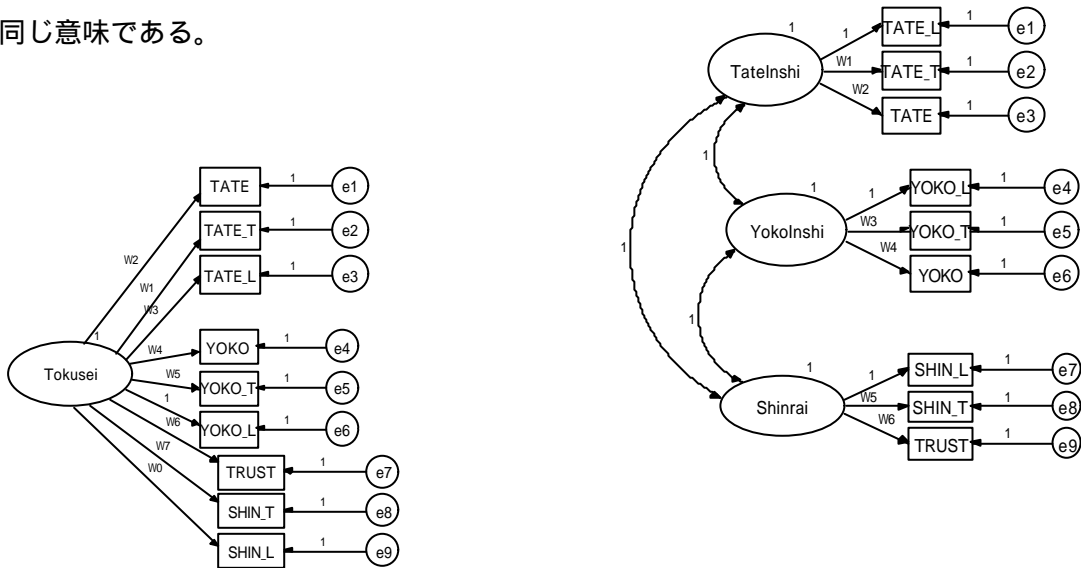 同じ意味である。
TATE
1
e1
TATE_T
1
e2
TATE_L
1
e3
W2
W1
W3
1
Tokusei
W4
YOKO
1
e4
W5
YOKO_T
1
e5
1
YOKO_L
1
e6
W6
TRUST
1
e7
W7
SHIN_T
1
e8
W0
SHIN_L
1
e9
1
TateInshi
1
TATE_L
1
e1
W1
TATE_T
1
e2
W2
TATE
1
e3
1
1
1
YokoInshi
1
YOKO_L
1
e4
W3
YOKO_T
1
e5
W4
YOKO
1
e6
1
1
Shinrai
1
SHIN_L
1
e7
W5
SHIN_T
1
e8
W6
TRUST
1
e9